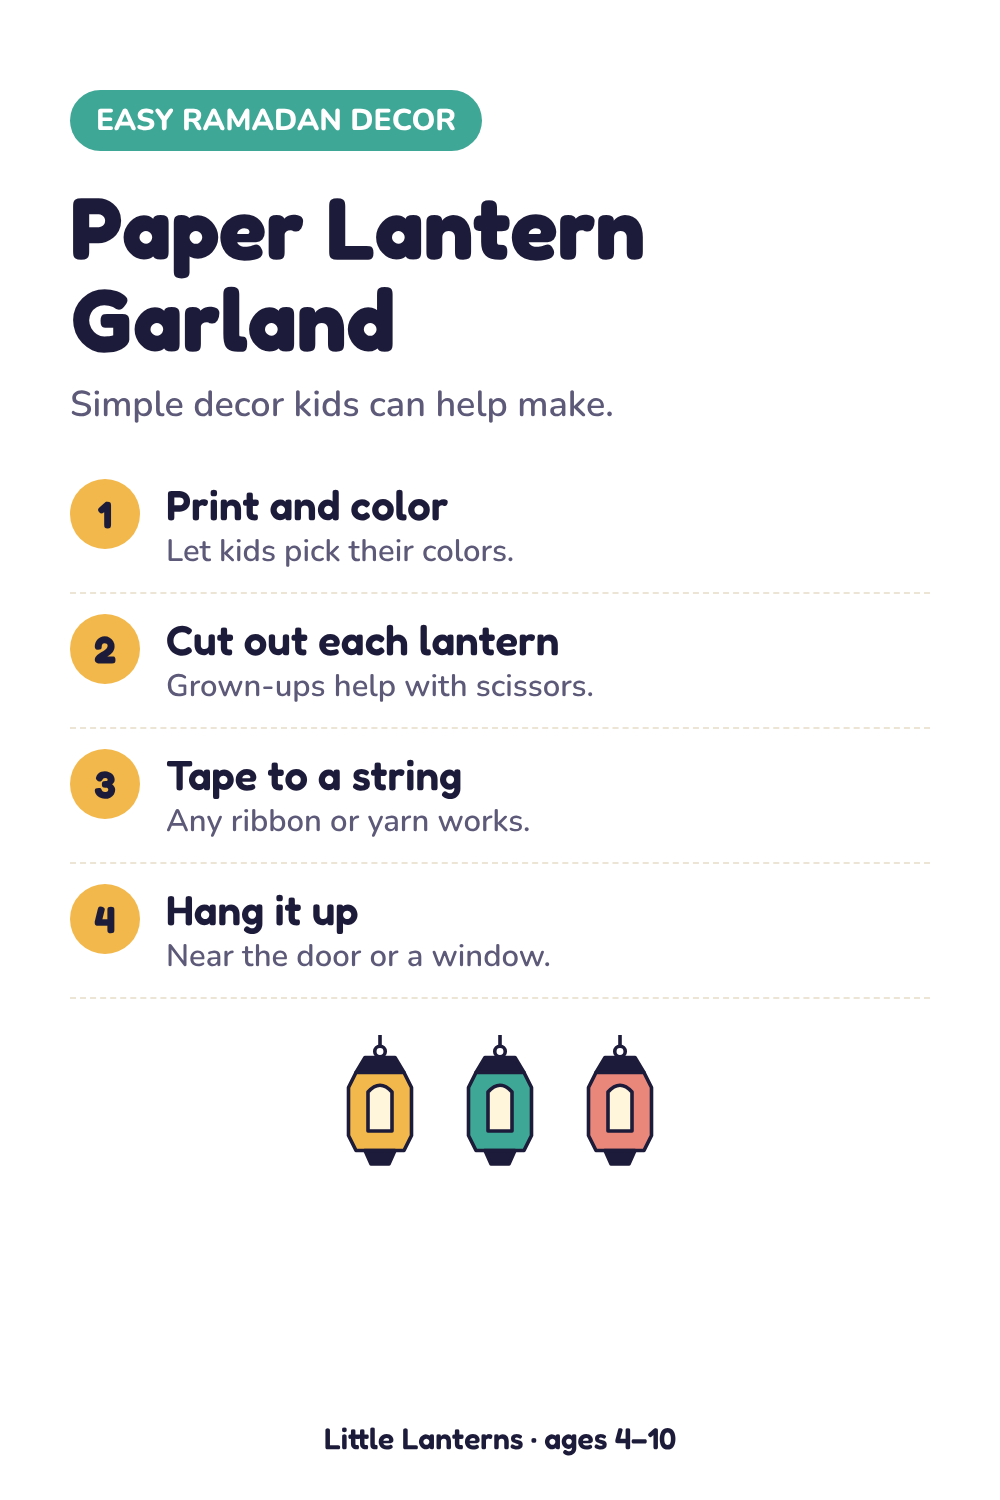 EASY RAMADAN DECOR
Paper Lantern
Garland
Simple decor kids can help make.
1
Print and color
Let kids pick their colors.
2
Cut out each lantern
Grown-ups help with scissors.
3
Tape to a string
Any ribbon or yarn works.
4
Hang it up
Near the door or a window.
Little Lanterns · ages 4–10